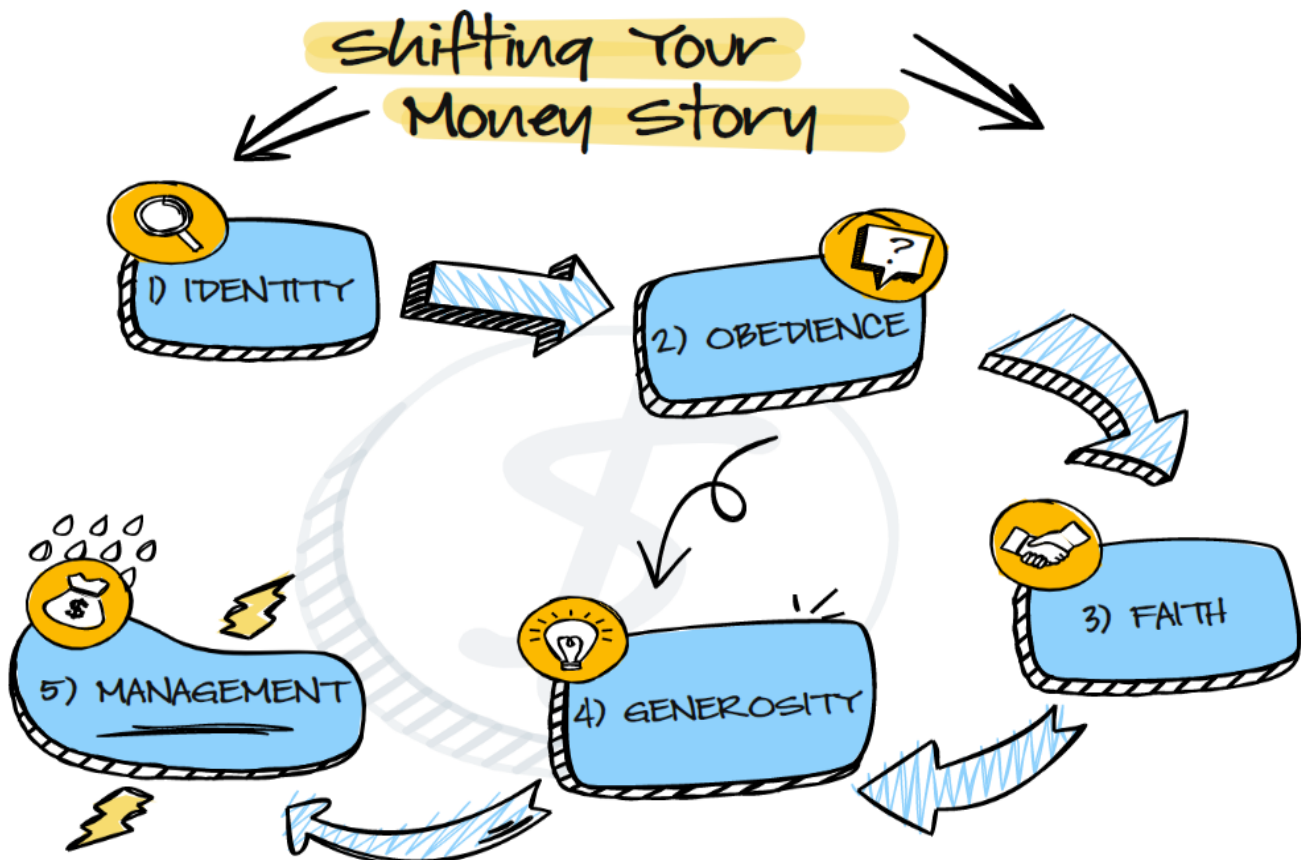 Shifting Your
Money Story
1) IDENTITY
2) OBEDIENCE
?
3) FAITH
$
4) GENEROSITY
5) MANAGEMENT
$